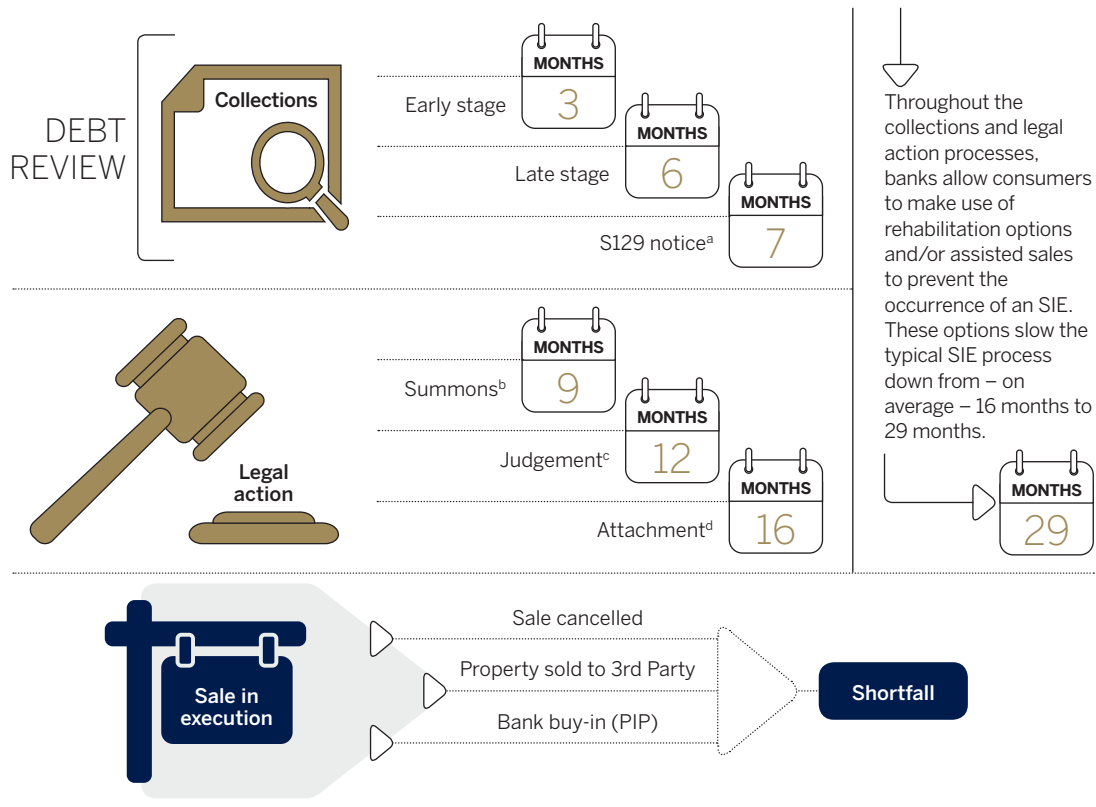 DEBT
REVIEW
Collections
Early stage
MONTHS
3
Late stage
MONTHS
6
S129 noticeᵃ
MONTHS
7
Legal
action
Summonsᵇ
MONTHS
9
Judgementᶜ
MONTHS
12
Attachmentᵈ
MONTHS
16
Throughout the
collections and legal
action processes,
banks allow consumers
to make use of
rehabilitation options
and/or assisted sales
to prevent the
occurrence of an SIE.
These options slow the
typical SIE process
down from – on
average – 16 months to
29 months.
MONTHS
29
Sale in
execution
Sale cancelled
Property sold to 3rd Party
Bank buy-in (PIP)
Shortfall